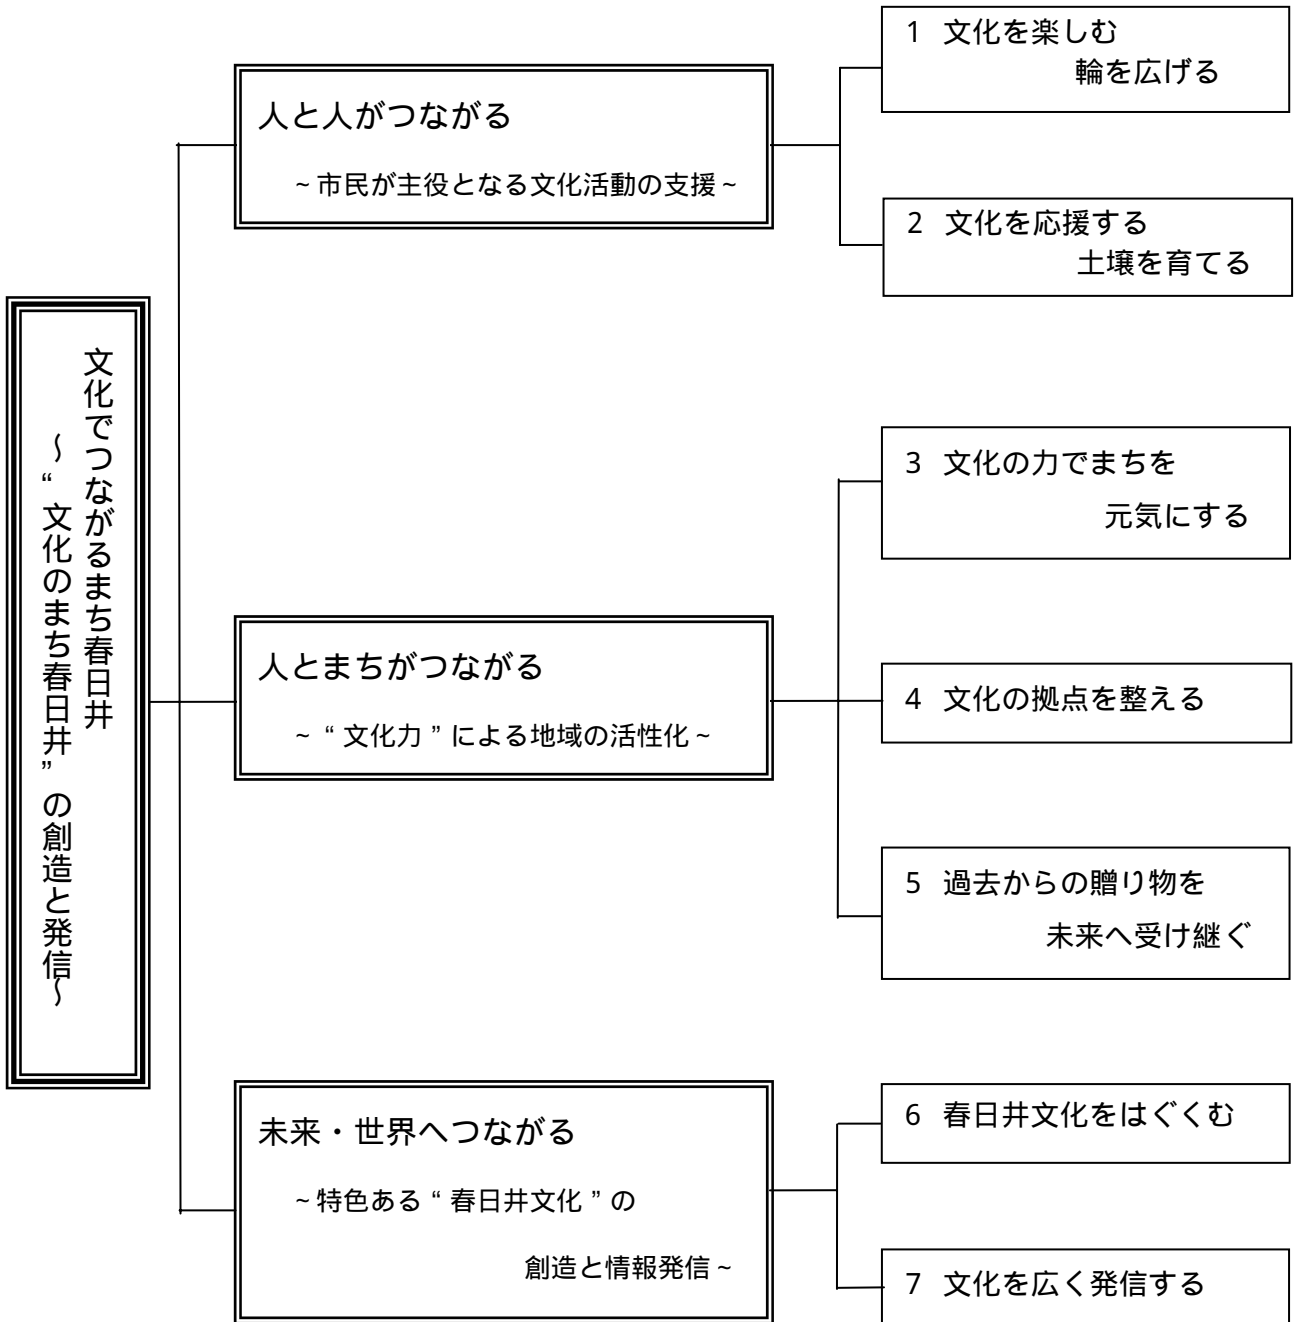 文化でつながるまち春日井
～“文化のまち春日井”の創造と発信～
人と人がつながる
~市民が主役となる文化活動の支援~
1 文化を楽しむ
輪を広げる
2 文化を応援する
土壌を育てる
人とまちがつながる
~“文化力”による地域の活性化~
3 文化の力でまちを
元気にする
4 文化の拠点を整える
5 過去からの贈り物を
未来へ受け継ぐ
未来・世界へつながる
~特色ある“春日井文化”の
創造と情報発信~
6 春日井文化をはぐくむ
7 文化を広く発信する